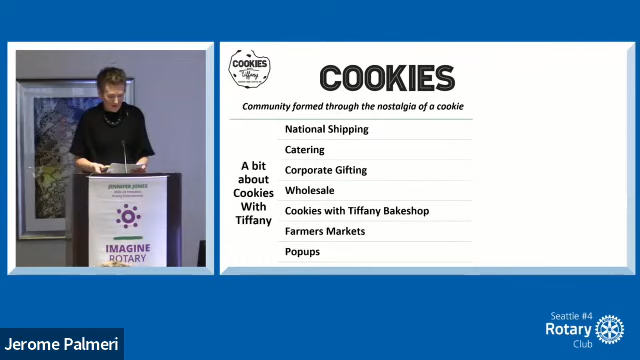 COOKIES
WITH
Tiffany
COOKIES
Community formed through the nostalgia of a cookie
A bit
about
Cookies
With
Tiffany
National Shipping
Catering
Corporate Gifting
Wholesale
Cookies with Tiffany Bakeshop
Farmers Markets
Popups
JENNIFER JONES
IMAGINE
ROTARY
Jerome Palmeri
Seattle #4
Rotary
Club